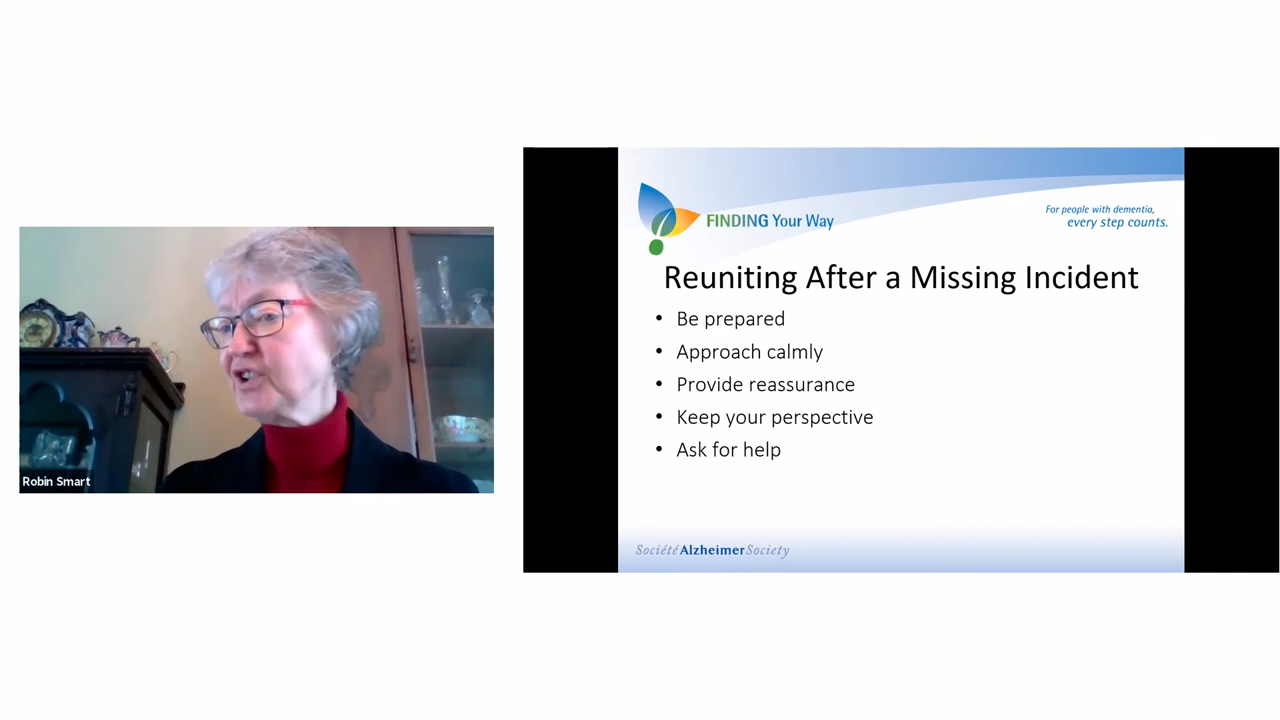 Robin Smart
FINDING Your Way
For people with dementia,
every step counts.
Reuniting After a Missing Incident
• Be prepared
• Approach calmly
• Provide reassurance
• Keep your perspective
• Ask for help
Société Alzheimer Society